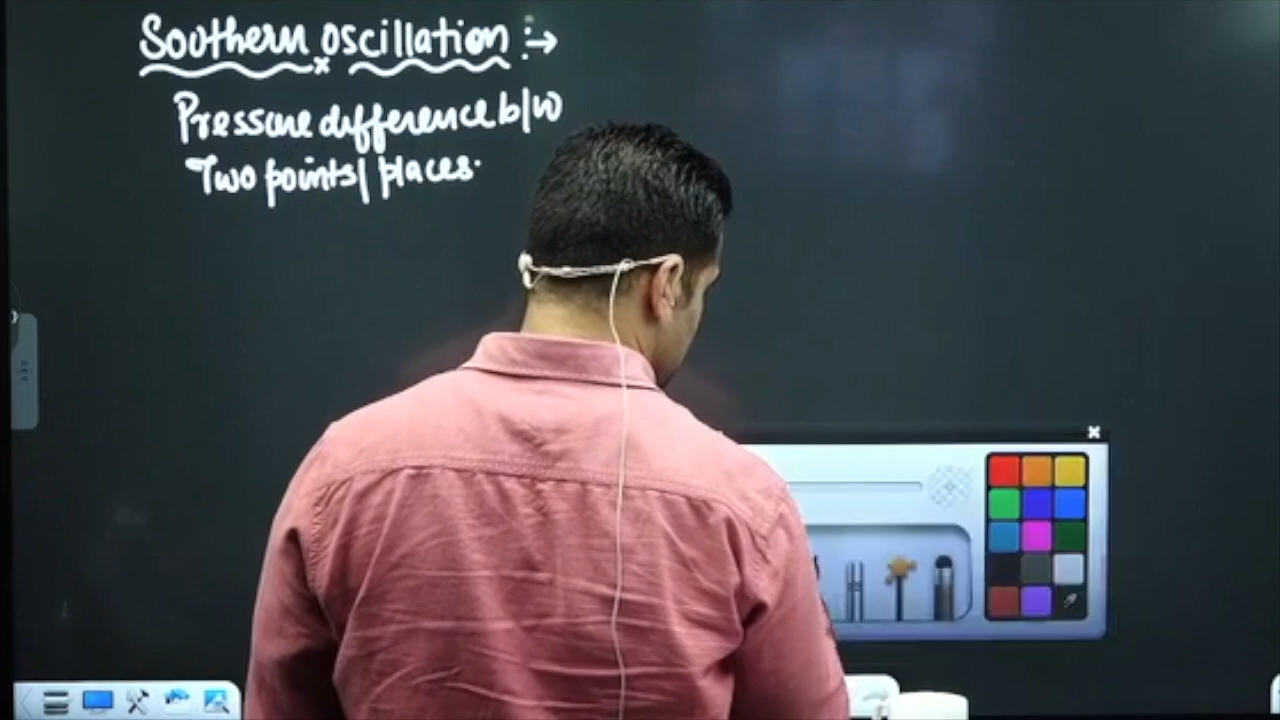 Southern oscillation :→
Pressure difference b/w
Two points/places.